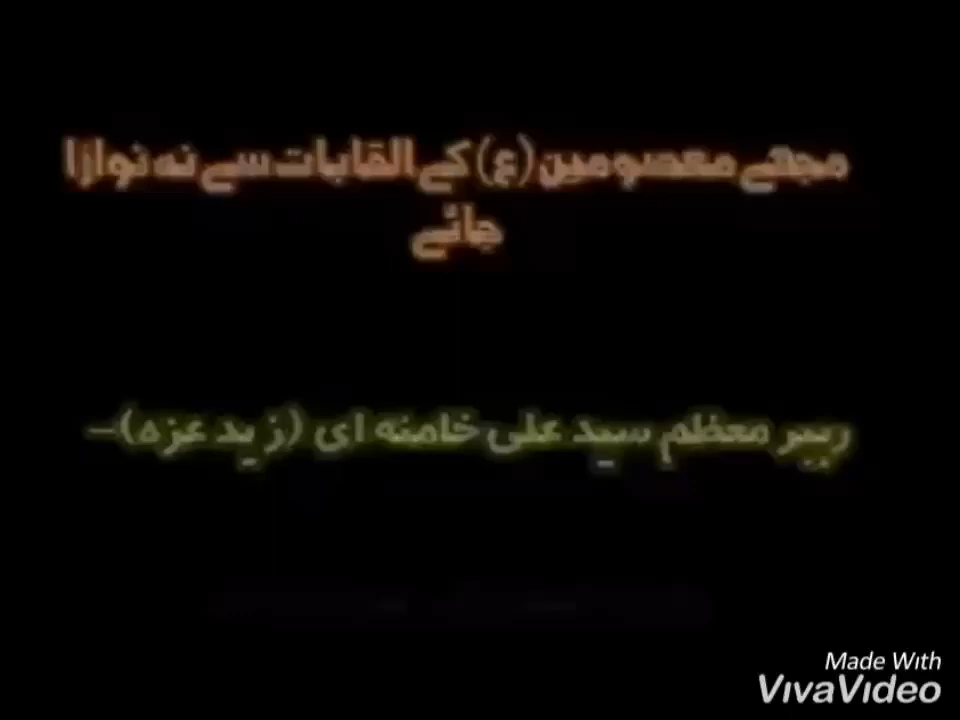 مجھے معصومین (ع) کے القابات سے نہ نوازا
جائے
رہبر معظم سید علی خامنہ ای (زید عزہ)-
Made With
VivaVideo